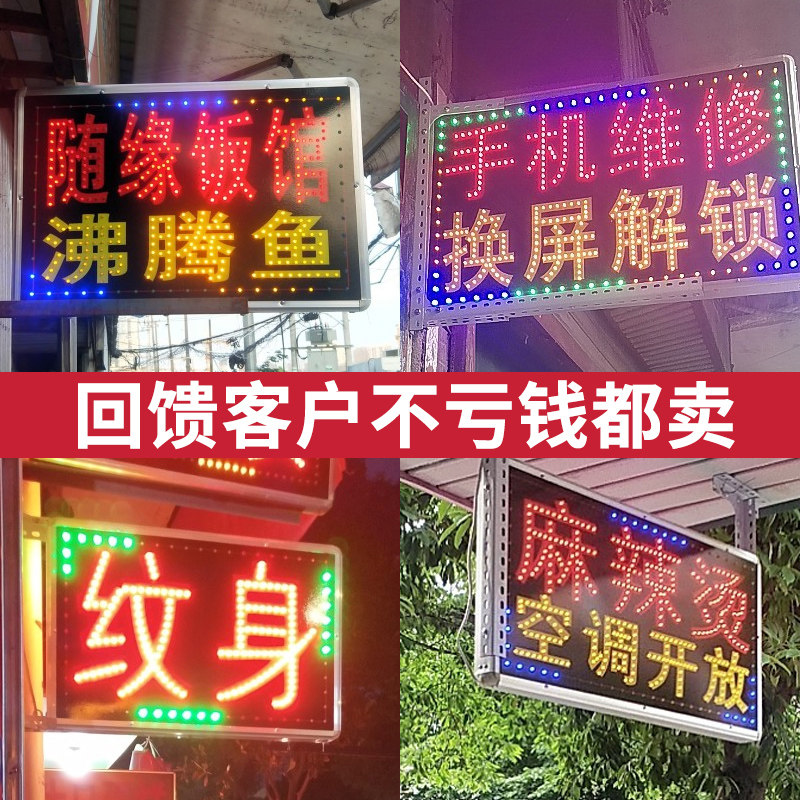 随缘饭馆
沸腾鱼
手机维修
换屏解锁
回馈客户不亏钱都卖
纹身
麻辣烫
空调开放